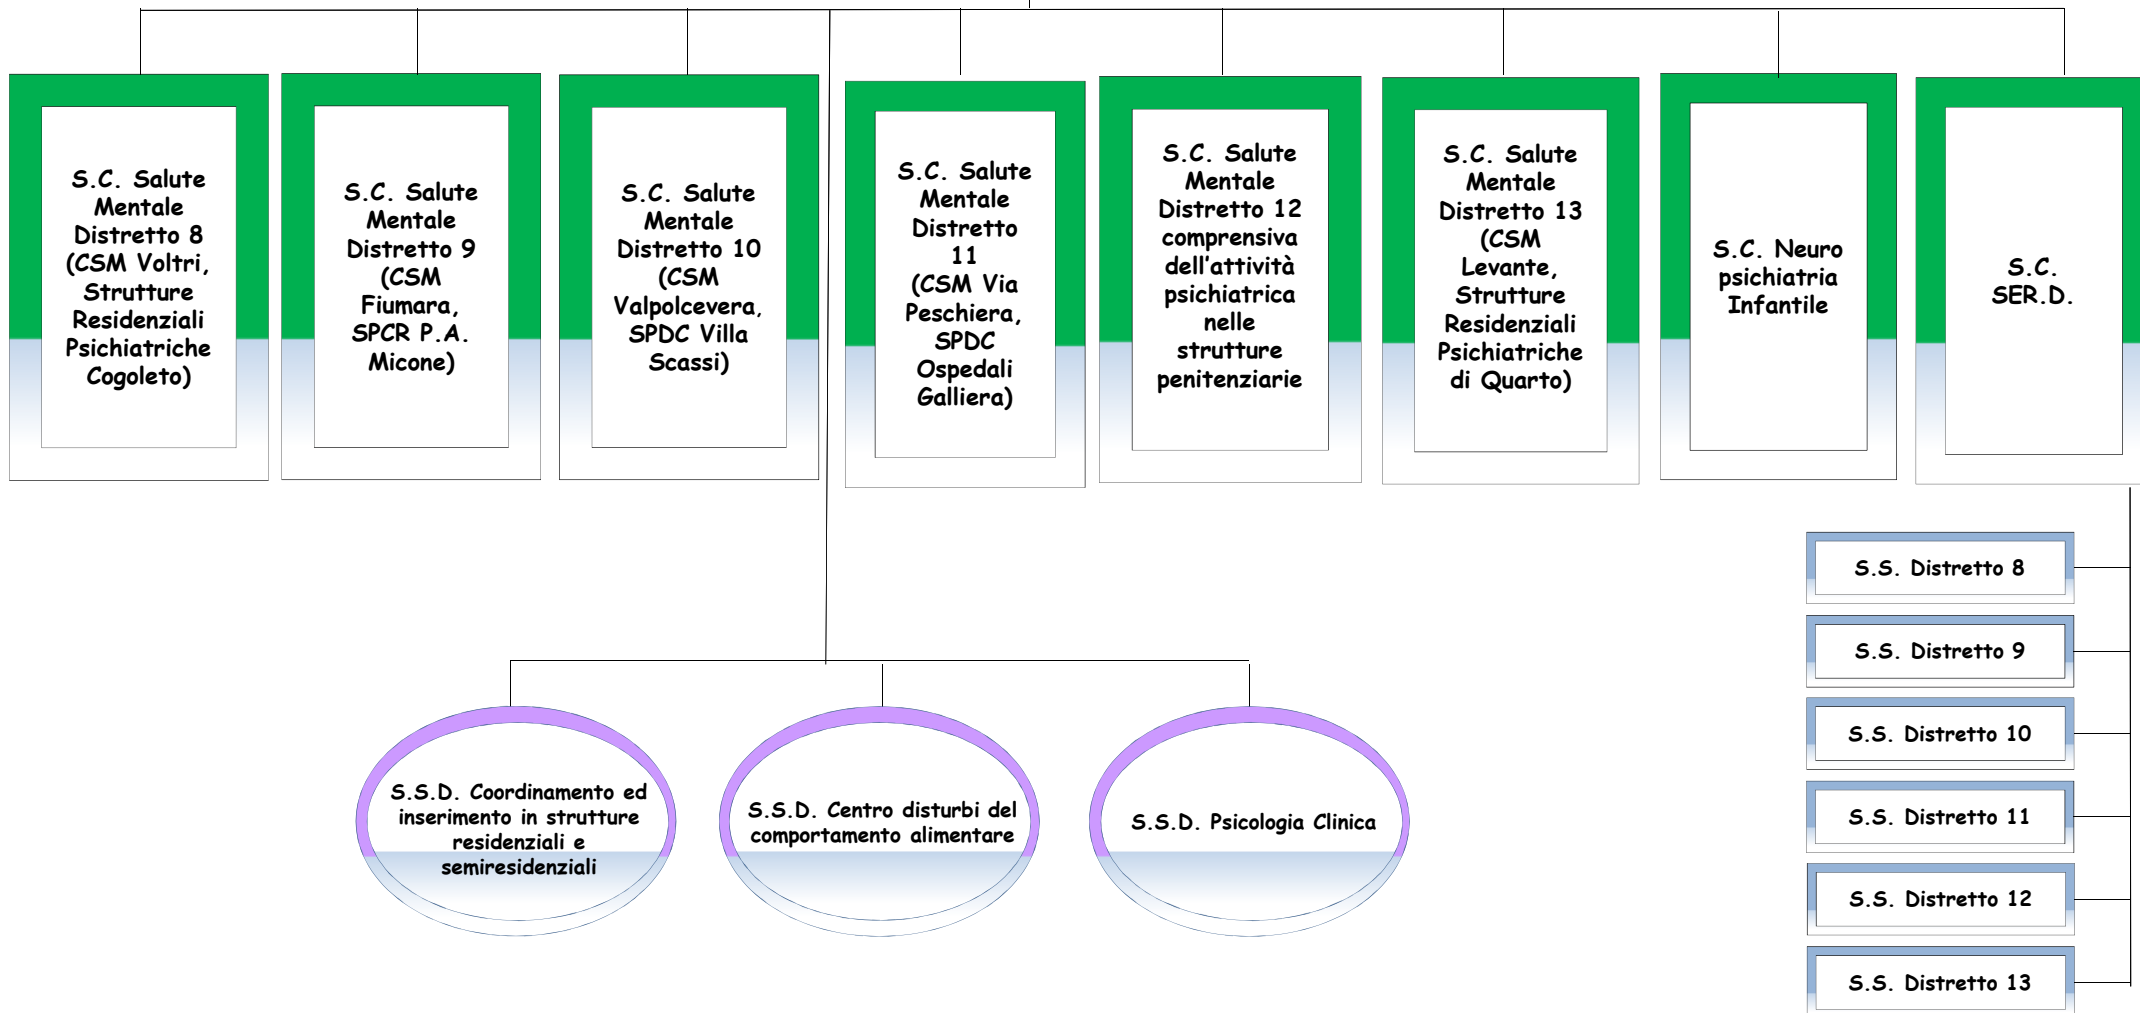 S.C. Salute
Mentale
Distretto 8
(CSM Voltri,
Strutture
Residenziali
Psichiatriche
Cogoleto)
S.C. Salute
Mentale
Distretto 9
(CSM
Fiumara,
SPCR P.A.
Micone)
S.C. Salute
Mentale
Distretto 10
(CSM
Valpolcevera,
SPDC Villa
Scassi)
S.C. Salute
Mentale
Distretto
11
(CSM Via
Peschiera,
SPDC
Ospedali
Galliera)
S.C. Salute
Mentale
Distretto 12
comprensiva
dell'attività
psichiatrica
nelle
strutture
penitenziarie
S.C. Salute
Mentale
Distretto 13
(CSM
Levante,
Strutture
Residenziali
Psichiatriche
di Quarto)
S.C. Neuro
psichiatria
Infantile
S.C.
SER.D.
S.S. Distretto 8
S.S. Distretto 9
S.S. Distretto 10
S.S. Distretto 11
S.S. Distretto 12
S.S. Distretto 13
S.S.D. Coordinamento ed
inserimento in strutture
residenziali e
semiresidenziali
S.S.D. Centro disturbi del
comportamento alimentare
S.S.D. Psicologia Clinica